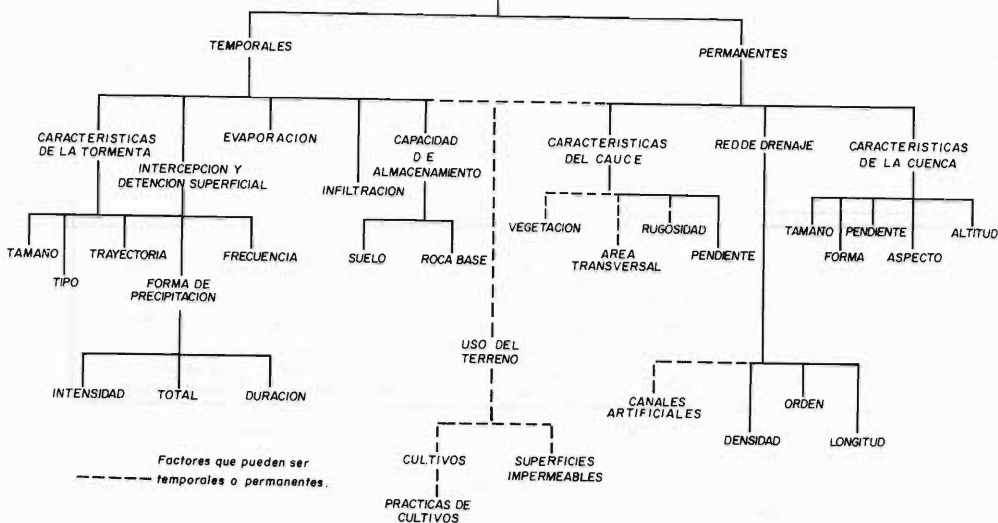 TEMPORALES
PERMANENTES
CARACTERISTICAS
DE LA TORMENTA
INTERCEPCION Y
DETENCION SUPERFICIAL
EVAPORACION
INFILTRACION
CAPACIDAD
DE
ALMACENAMIENTO
CARACTERISTICAS
DEL CAUCE
RED DE DRENAJE
CARACTERISTICAS
DE LA CUENCA
TAMAÑO
TIPO
TRAYECTORIA
FORMA DE
PRECIPITACION
FRECUENCIA
SUELO
ROCA BASE
VEGETACION
AREA
TRANSVERSAL
RUGOSIDAD
PENDIENTE
TAMAÑO
FORMA
PENDIENTE
ASPECTO
ALTITUD
INTENSIDAD
TOTAL
DURACION
USO DEL
TERRENO
CANALES
ARTIFICIALES
DENSIDAD
ORDEN
LONGITUD
CULTIVOS
SUPERFICIES
IMPERMEABLES
PRACTICAS DE
CULTIVOS
Factores que pueden ser
temporales o permanentes.